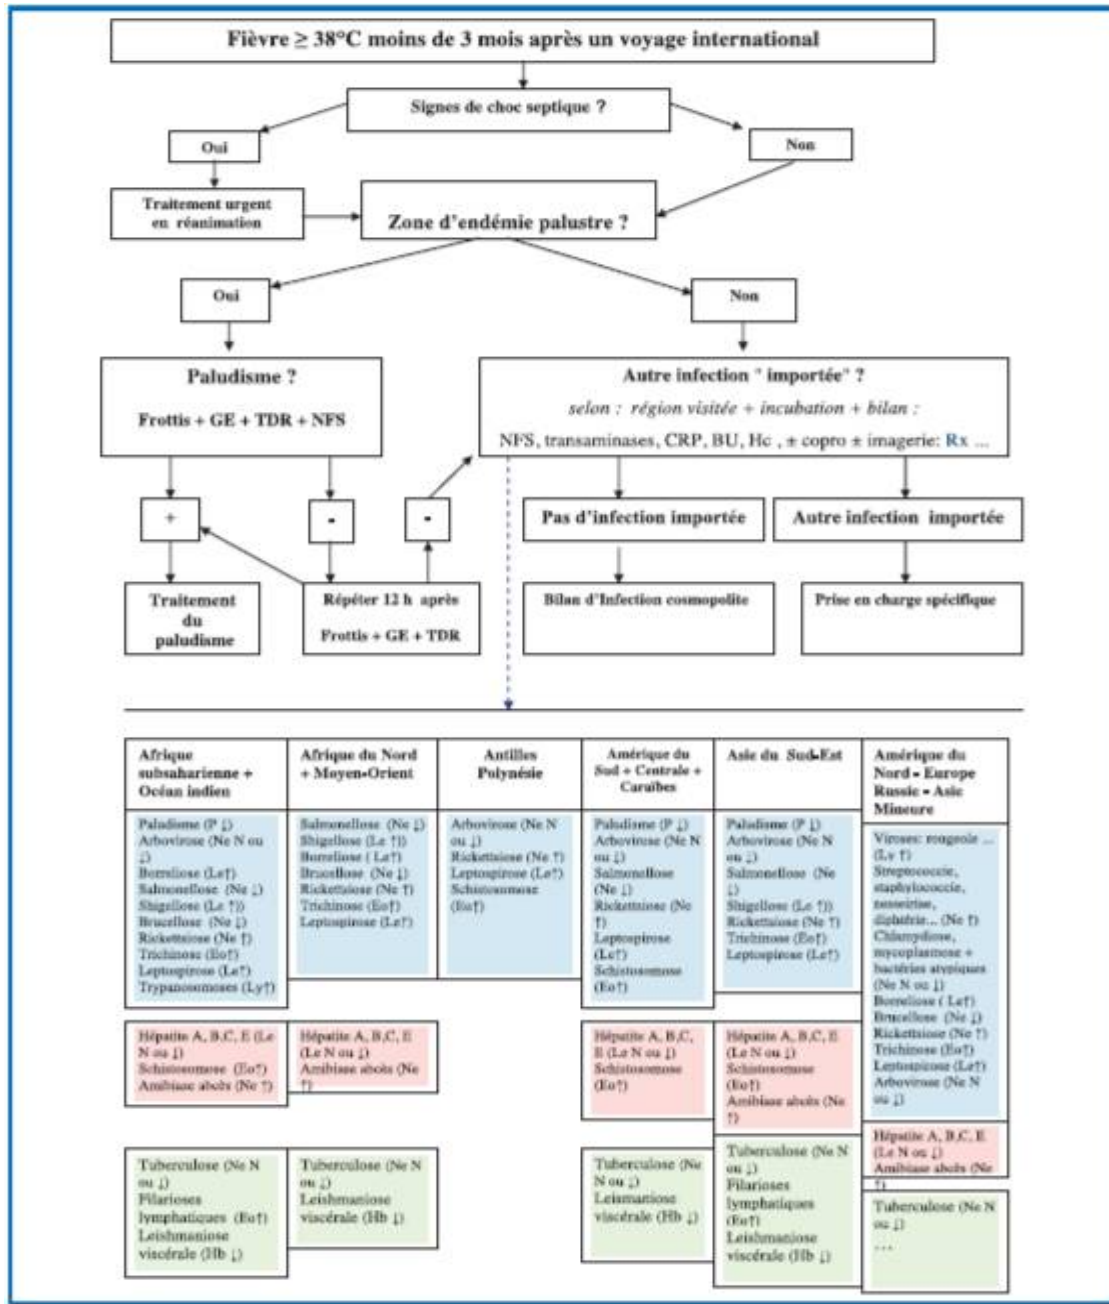 Fièvre ≥ 38°C moins de 3 mois après un voyage international
Signes de choc septique ?
Oui
Non
Traitement urgent
en réanimation
Zone d'endémie palustre ?
Oui
Non
Paludisme ?
Frottis + GE + TDR + NFS
Autre infection " importée" ?
selon : région visitée + incubation + bilan :
NFS, transaminases, CRP, BU, Hc , ± copro ± imagerie: Rx ...
+
-
-
Pas d'infection importée
Autre infection importée
Traitement
du
paludisme
Répéter 12 h après
Frottis + GE + TDR
Bilan d'Infection cosmopolite
Prise en charge spécifique
Afrique
subsaharienne +
Océan indien
Paludisme (P ↓)
Arbovirose (Ne N ou
↓)
Borreliose (Le↑)
Salmonellose (Ne ↓)
Shigellose (Le ↑))
Brucellose (Ne ↓)
Rickettsiose (Ne ↑)
Trichinose (Eo↑)
Leptospirose (Le↑)
Trypanosomoses (Ly↑)
Hépatite A, B,C, E (Le
N ou ↓)
Schistosomose (Eo↑)
Amibiase abcès (Ne ↑)
Tuberculose (Ne N
ou ↓)
Filarioses
lymphatiques (Eo↑)
Leishmaniose
viscérale (Hb ↓)
Afrique du Nord
+ Moyen-Orient
Salmonellose (Ne ↓)
Shigellose (Le ↑))
Borreliose ( Le↑)
Brucellose (Ne ↓)
Rickettsiose (Ne ↑)
Trichinose (Eo↑)
Leptospirose (Le↑)
Hépatite A, B,C, E
(Le N ou ↓)
Amibiase abcès (Ne
↑)
Tuberculose (Ne N
ou ↓)
Leishmaniose
viscérale (Hb ↓)
Antilles
Polynésie
Arbovirose (Ne N
ou ↓)
Rickettsiose (Ne ↑)
Leptospirose (Le↑)
Schistosomose
(Eo↑)
Amérique du
Sud + Centrale +
Caraïbes
Paludisme (P ↓)
Arbovirose (Ne N
ou ↓)
Salmonellose
(Ne ↓)
Rickettsiose (Ne
↑)
Leptospirose
(Le↑)
Schistosomose
(Eo↑)
Hépatite A, B,C,
E (Le N ou ↓)
Schistosomose
(Eo↑)
Tuberculose (Ne
N ou ↓)
Leismaniose
viscérale (Hb ↓)
Asie du Sud-Est
Paludisme (P ↓)
Arbovirose (Ne N
ou ↓)
Salmonellose (Ne
↓)
Shigellose (Le ↑))
Rickettsiose (Ne ↑)
Trichinose (Eo↑)
Leptospirose (Le↑)
Hépatite A, B,C, E
(Le N ou ↓)
Schistosomose
(Eo↑)
Amibiase abcès (Ne
↑)
Tuberculose (Ne N
ou ↓)
Filarioses
lymphatiques
(Eo↑)
Leishmaniose
viscérale (Hb ↓)
Amérique du
Nord - Europe
Russie - Asie
Mineure
Viroses: rougeole ...
(Ly ↑)
Streptococcie,
staphylococcie,
neisseiriose,
diphtérie... (Ne ↑)
Chlamydiose,
mycoplasmose +
bactéries atypiques
(Ne N ou ↓)
Borreliose ( Le↑)
Brucellose (Ne ↓)
Rickettsiose (Ne ↑)
Trichinose (Eo↑)
Leptospirose (Le↑)
Arbovirose (Ne N
ou ↓)
Hépatite A, B,C, E
(Le N ou ↓)
Amibiase abcès (Ne
↑)
Tuberculose (Ne N
ou ↓)
...